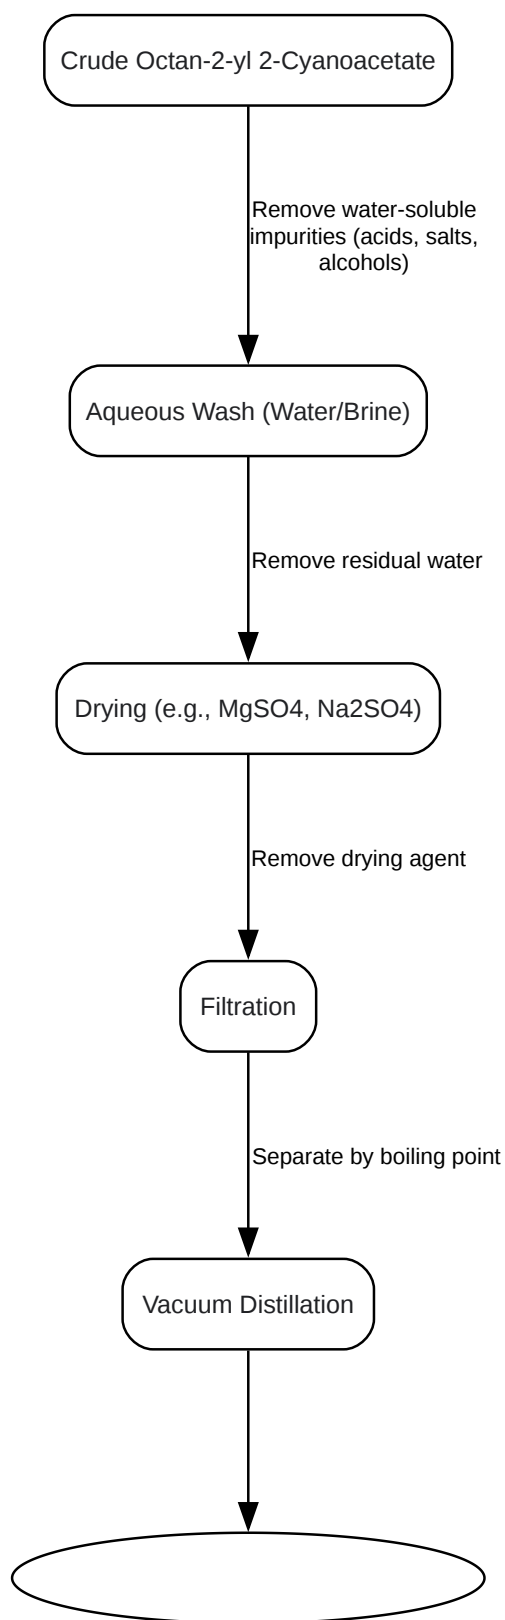 Crude Octan-2-yl 2-Cyanoacetate
Remove water-soluble
impurities (acids, salts,
alcohols)
Aqueous Wash (Water/Brine)
Remove residual water
Drying (e.g., MgSO4, Na2SO4)
Remove drying agent
Filtration
Separate by boiling point
Vacuum Distillation